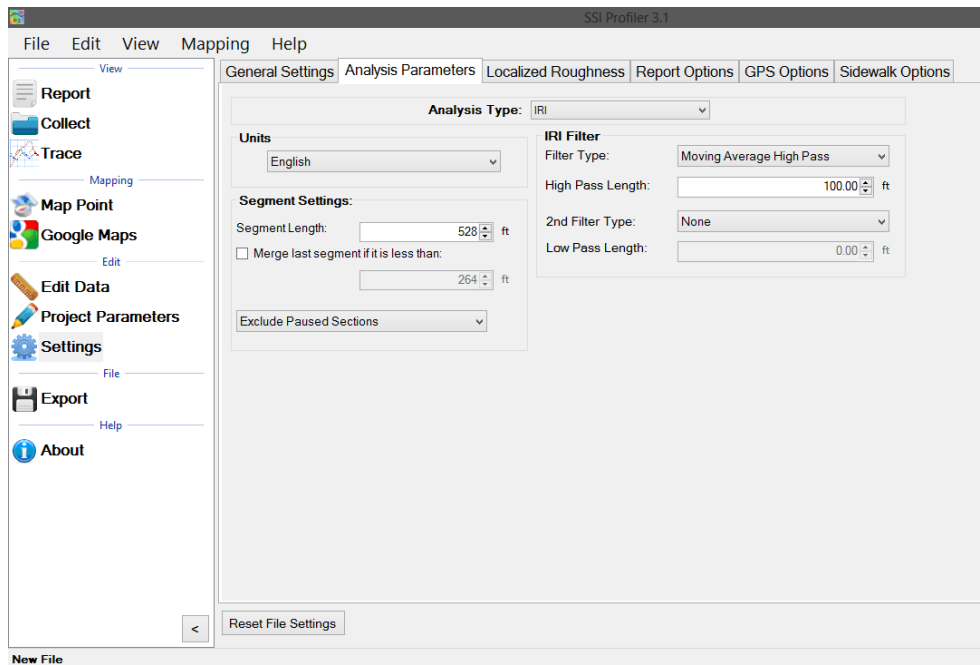 SSI Profiler 3.1
File Edit View Mapping Help
View
Report
Collect
Trace
Mapping
Map Point
Google Maps
Edit
Edit Data
Project Parameters
Settings
File
Export
Help
About
<
General Settings Analysis Parameters Localized Roughness Report Options GPS Options Sidewalk Options
Analysis Type: IRI
Units
English
Segment Settings:
Segment Length: 528 ft
Merge last segment if it is less than:
264 ft
Exclude Paused Sections
IRI Filter
Filter Type: Moving Average High Pass
High Pass Length: 100.00 ft
2nd Filter Type: None
Low Pass Length: 0.00 ft
Reset File Settings
New File